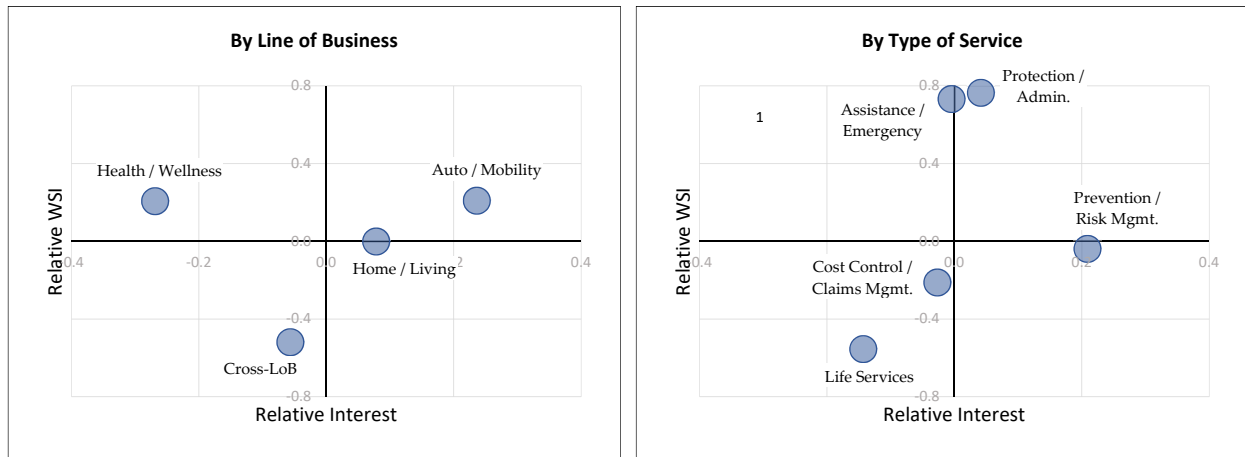 By Line of Business
0.8
0.4
0.0
-0.4
-0.8
-0.4
-0.2
0.0
0.2
0.4
Health / Wellness
Auto / Mobility
Home / Living
Cross-LoB
Relative WSI
Relative Interest
By Type of Service
0.8
0.4
0.0
-0.4
-0.8
-0.4
-0.2
0.0
0.2
0.4
1
Assistance /
Emergency
Protection /
Admin.
Prevention /
Risk Mgmt.
Cost Control /
Claims Mgmt.
Life Services
Relative WSI
Relative Interest